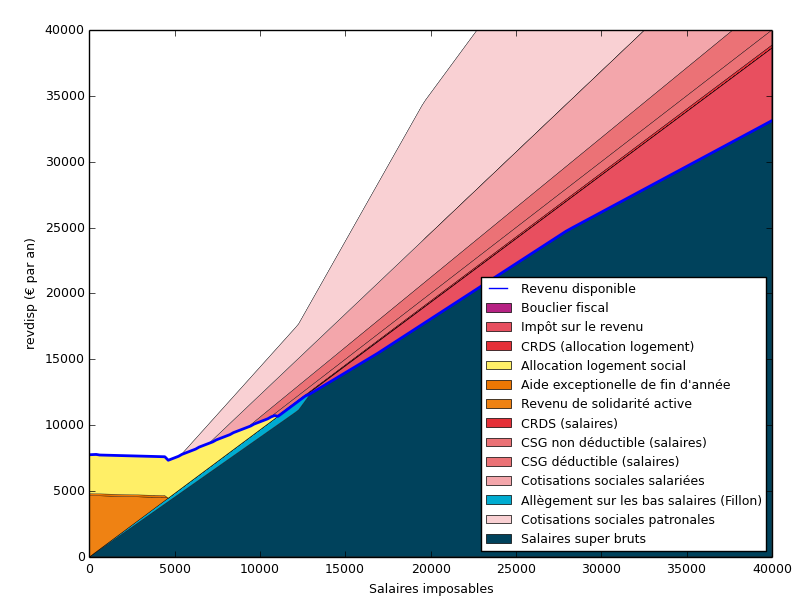 40000
35000
30000
25000
20000
15000
10000
5000
0
revdisp (€ par an)
Revenu disponible
Bouclier fiscal
Impôt sur le revenu
CRDS (allocation logement)
Allocation logement social
Aide exceptionelle de fin d'année
Revenu de solidarité active
CRDS (salaires)
CSG non déductible (salaires)
CSG déductible (salaires)
Cotisations sociales salariées
Allègement sur les bas salaires (Fillon)
Cotisations sociales patronales
Salaires super bruts
0 5000 10000 15000 20000 25000 30000 35000 40000
Salaires imposables